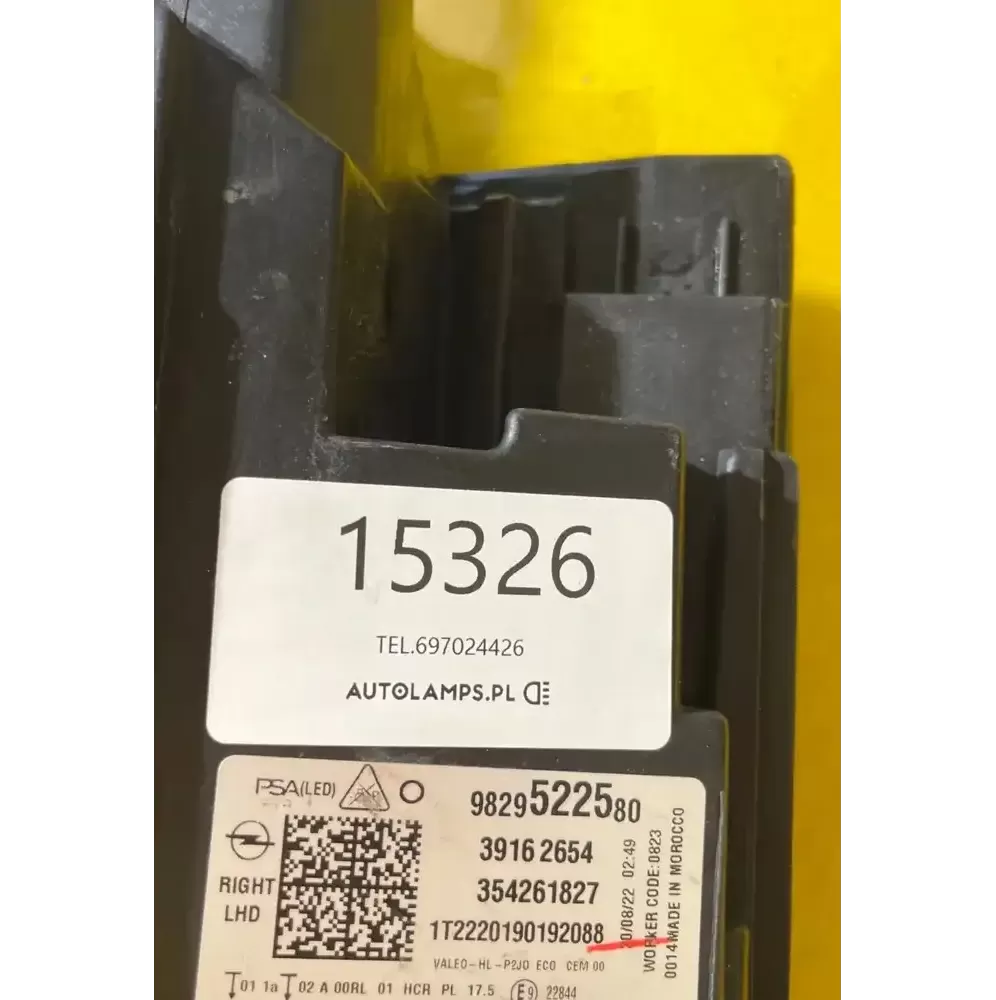 15326
TEL.697024426
AUTOLAMPS.PL
PSA(LED)
9829522580
39162654
354261827
1T2220190192088
RIGHT
LHD
VALEO-HL-P2JO ECO CEM 00
01 1a 02 A 00RL 01 HCR PL 17.5 E9 22844
/08/22 02:49
WORKER CODE:0823
0014MADE IN MOROCCO